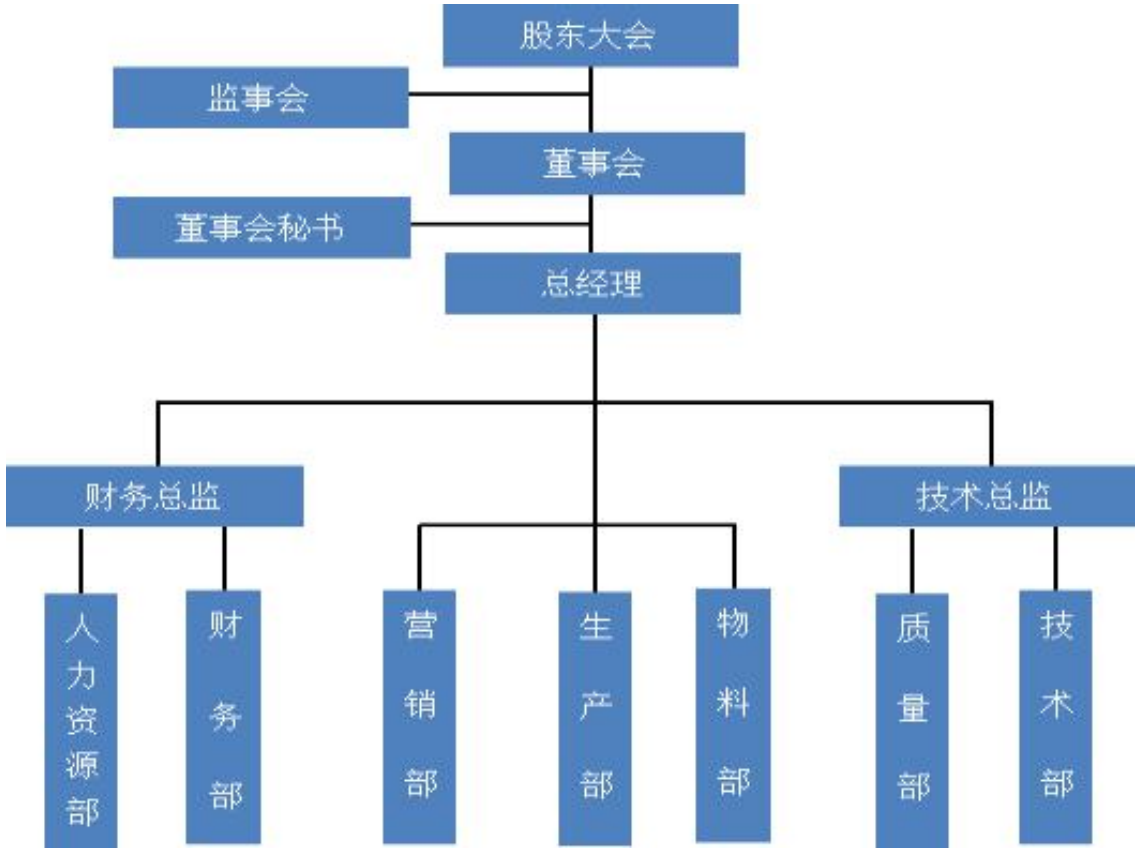 股东大会
监事会
董事会
董事会秘书
总经理
财务总监
技术总监
人力资源部
财务部
营销部
生产部
物料部
质量部
技术部